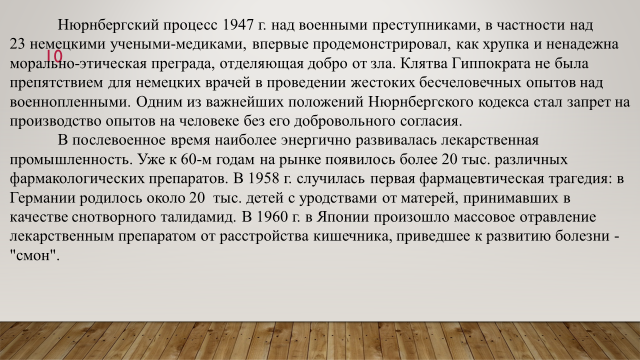 Нюрнбергский процесс 1947 г. над военными преступниками, в частности над
23 немецкими учеными-медиками, впервые продемонстрировал, как хрупка и ненадежна
10
морально-этическая преграда, отделяющая добро от зла. Клятва Гиппократа не была
препятствием для немецких врачей в проведении жестоких бесчеловечных опытов над
военнопленными. Одним из важнейших положений Нюрнбергского кодекса стал запрет на
производство опытов на человеке без его добровольного согласия.
В послевоенное время наиболее энергично развивалась лекарственная
промышленность. Уже к 60-м годам на рынке появилось более 20 тыс. различных
фармакологических препаратов. В 1958 г. случилась первая фармацевтическая трагедия: в
Германии родилось около 20 тыс. детей с уродствами от матерей, принимавших в
качестве снотворного талидамид. В 1960 г. в Японии произошло массовое отравление
лекарственным препаратом от расстройства кишечника, приведшее к развитию болезни -
"смон".